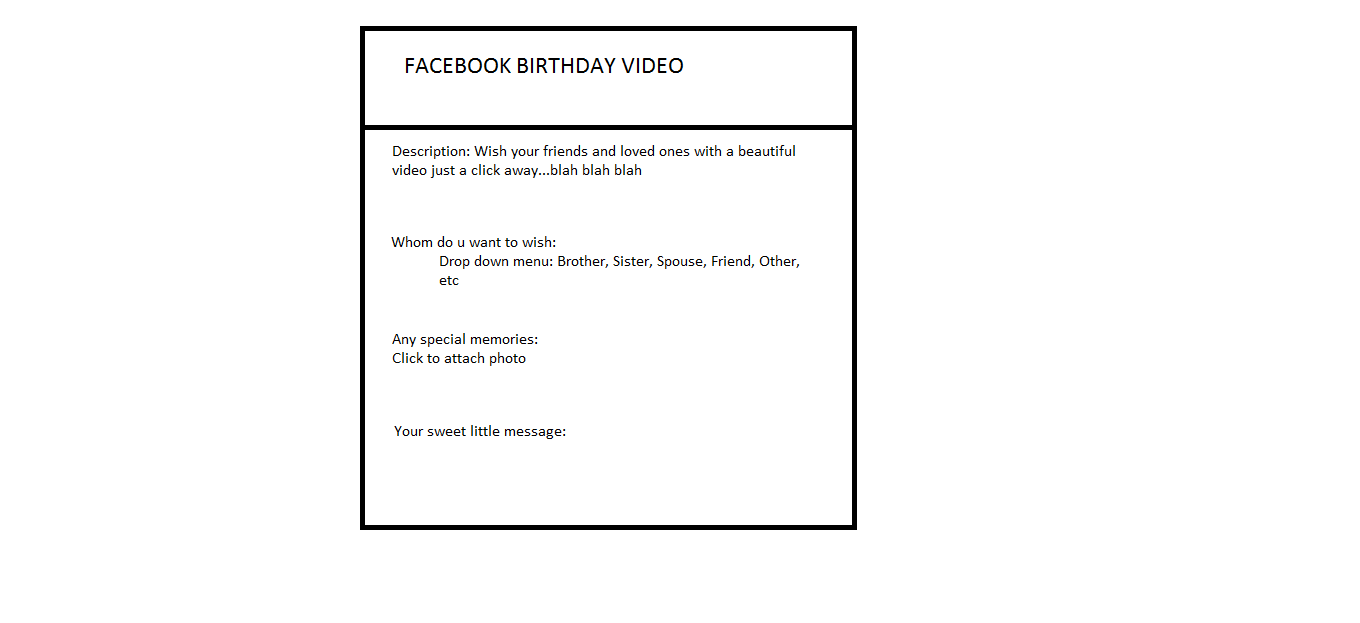 FACEBOOK BIRTHDAY VIDEO
Description: Wish your friends and loved ones with a beautiful
video just a click away...blah blah blah
Whom do u want to wish:
Drop down menu: Brother, Sister, Spouse, Friend, Other,
etc
Any special memories:
Click to attach photo
Your sweet little message: